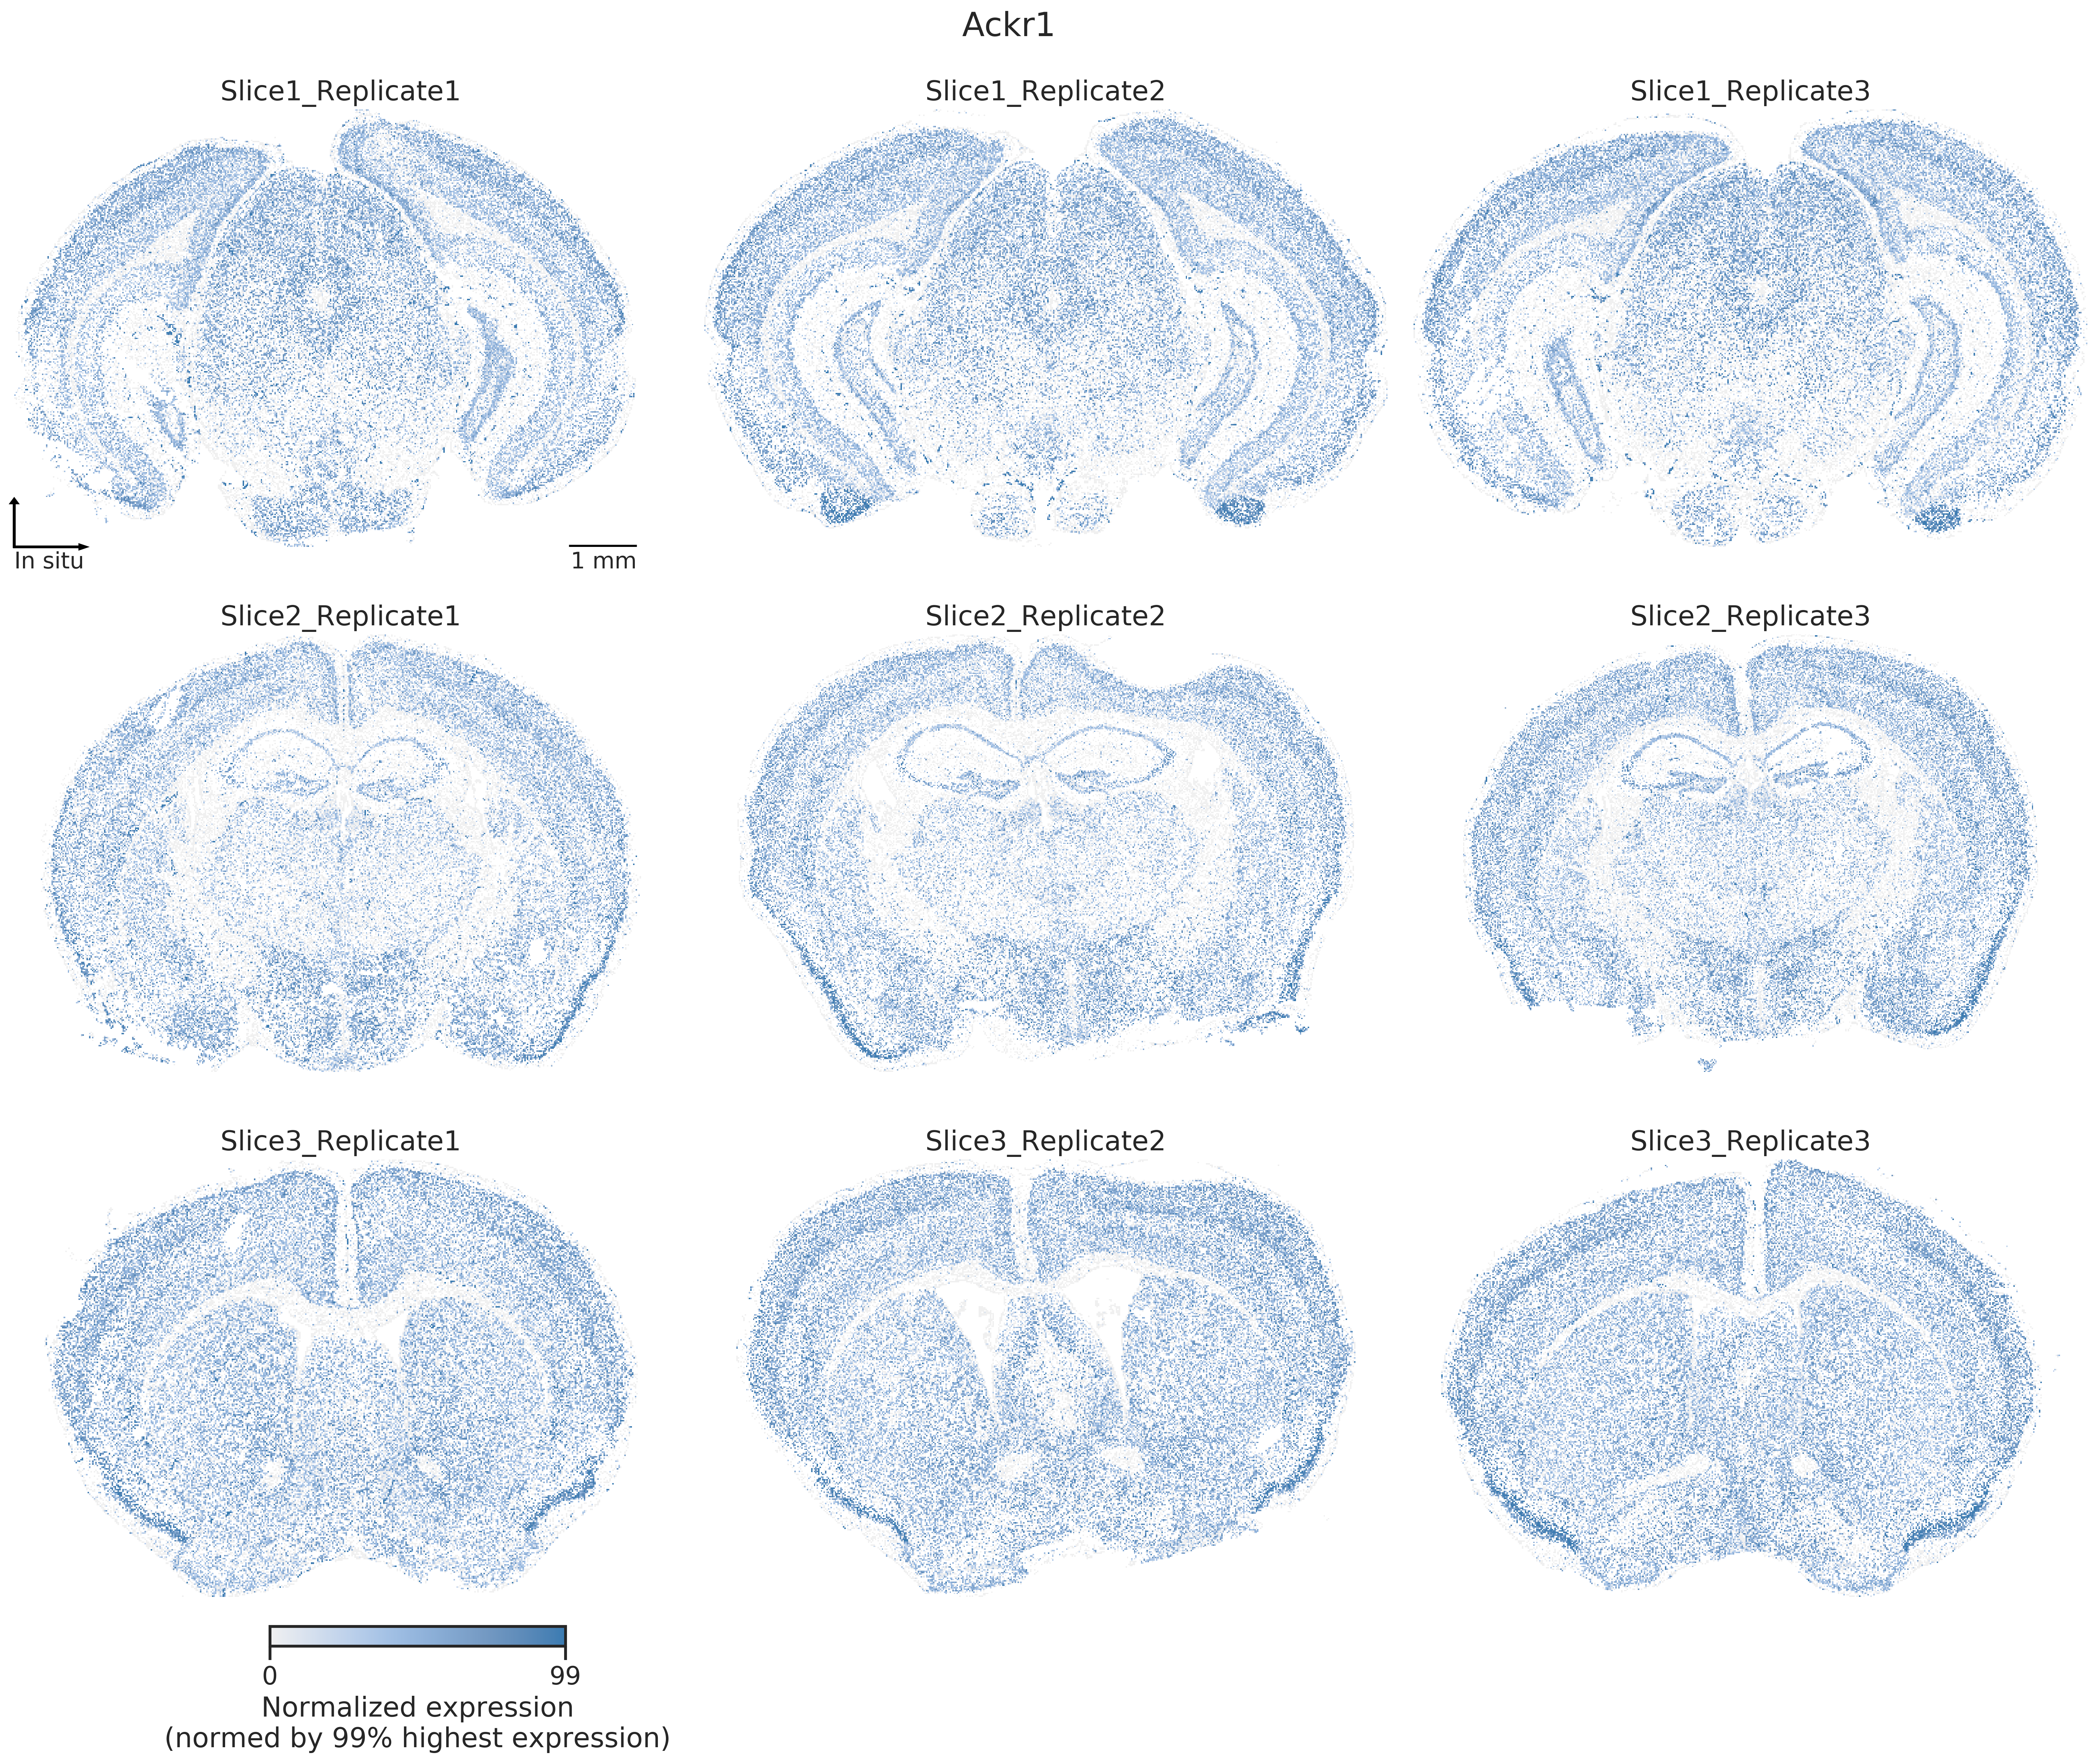 Ackr1
Slice1_Replicate1
Slice1_Replicate2
Slice1_Replicate3
In situ
1 mm
Slice2_Replicate1
Slice2_Replicate2
Slice2_Replicate3
Slice3_Replicate1
Slice3_Replicate2
Slice3_Replicate3
0
99
Normalized expression
(normed by 99% highest expression)